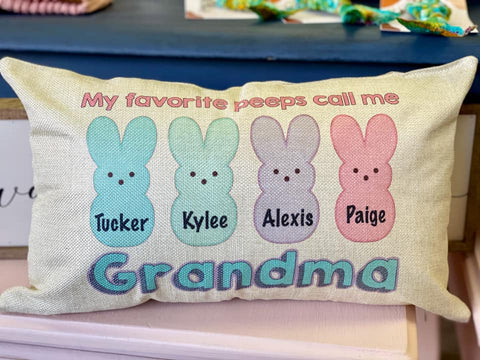 My favorite peeps call me
Tucker Kylee Alexis Paige
Grandma